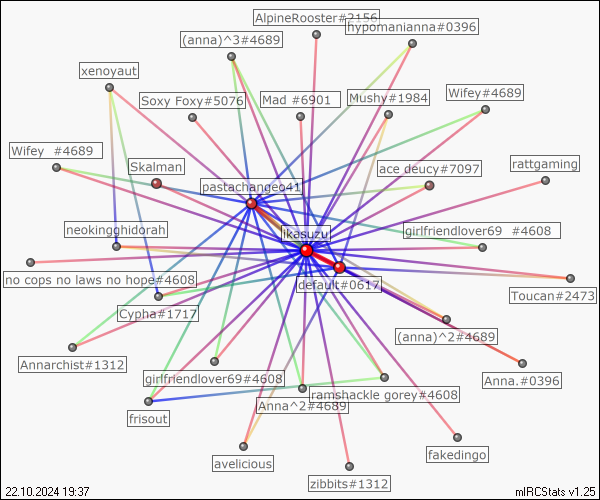 AlpineRooster#2156
hypomanianna#0396
(anna)^3#4689
xenoyaut
Soxy Foxy#5076
Mad #6901
Mushy#1984
Wifey#4689
Wifey #4689
Skalman
ace deucy#7097
rattgaming
pastachangeo41
neokingghidorah
ikasuzu
girlfriendlover69 #4608
no cops no laws no hope#4608
default#0617
Toucan#2473
Cypha#1717
(anna)^2#4689
Annarchist#1312
girlfriendlover69#4608
Anna.#0396
ramshackle gorey#4608
Anna^2#4689
frisout
fakedingo
avelicious
zibbits#1312
22.10.2024 19:37
mIRCStats v1.25